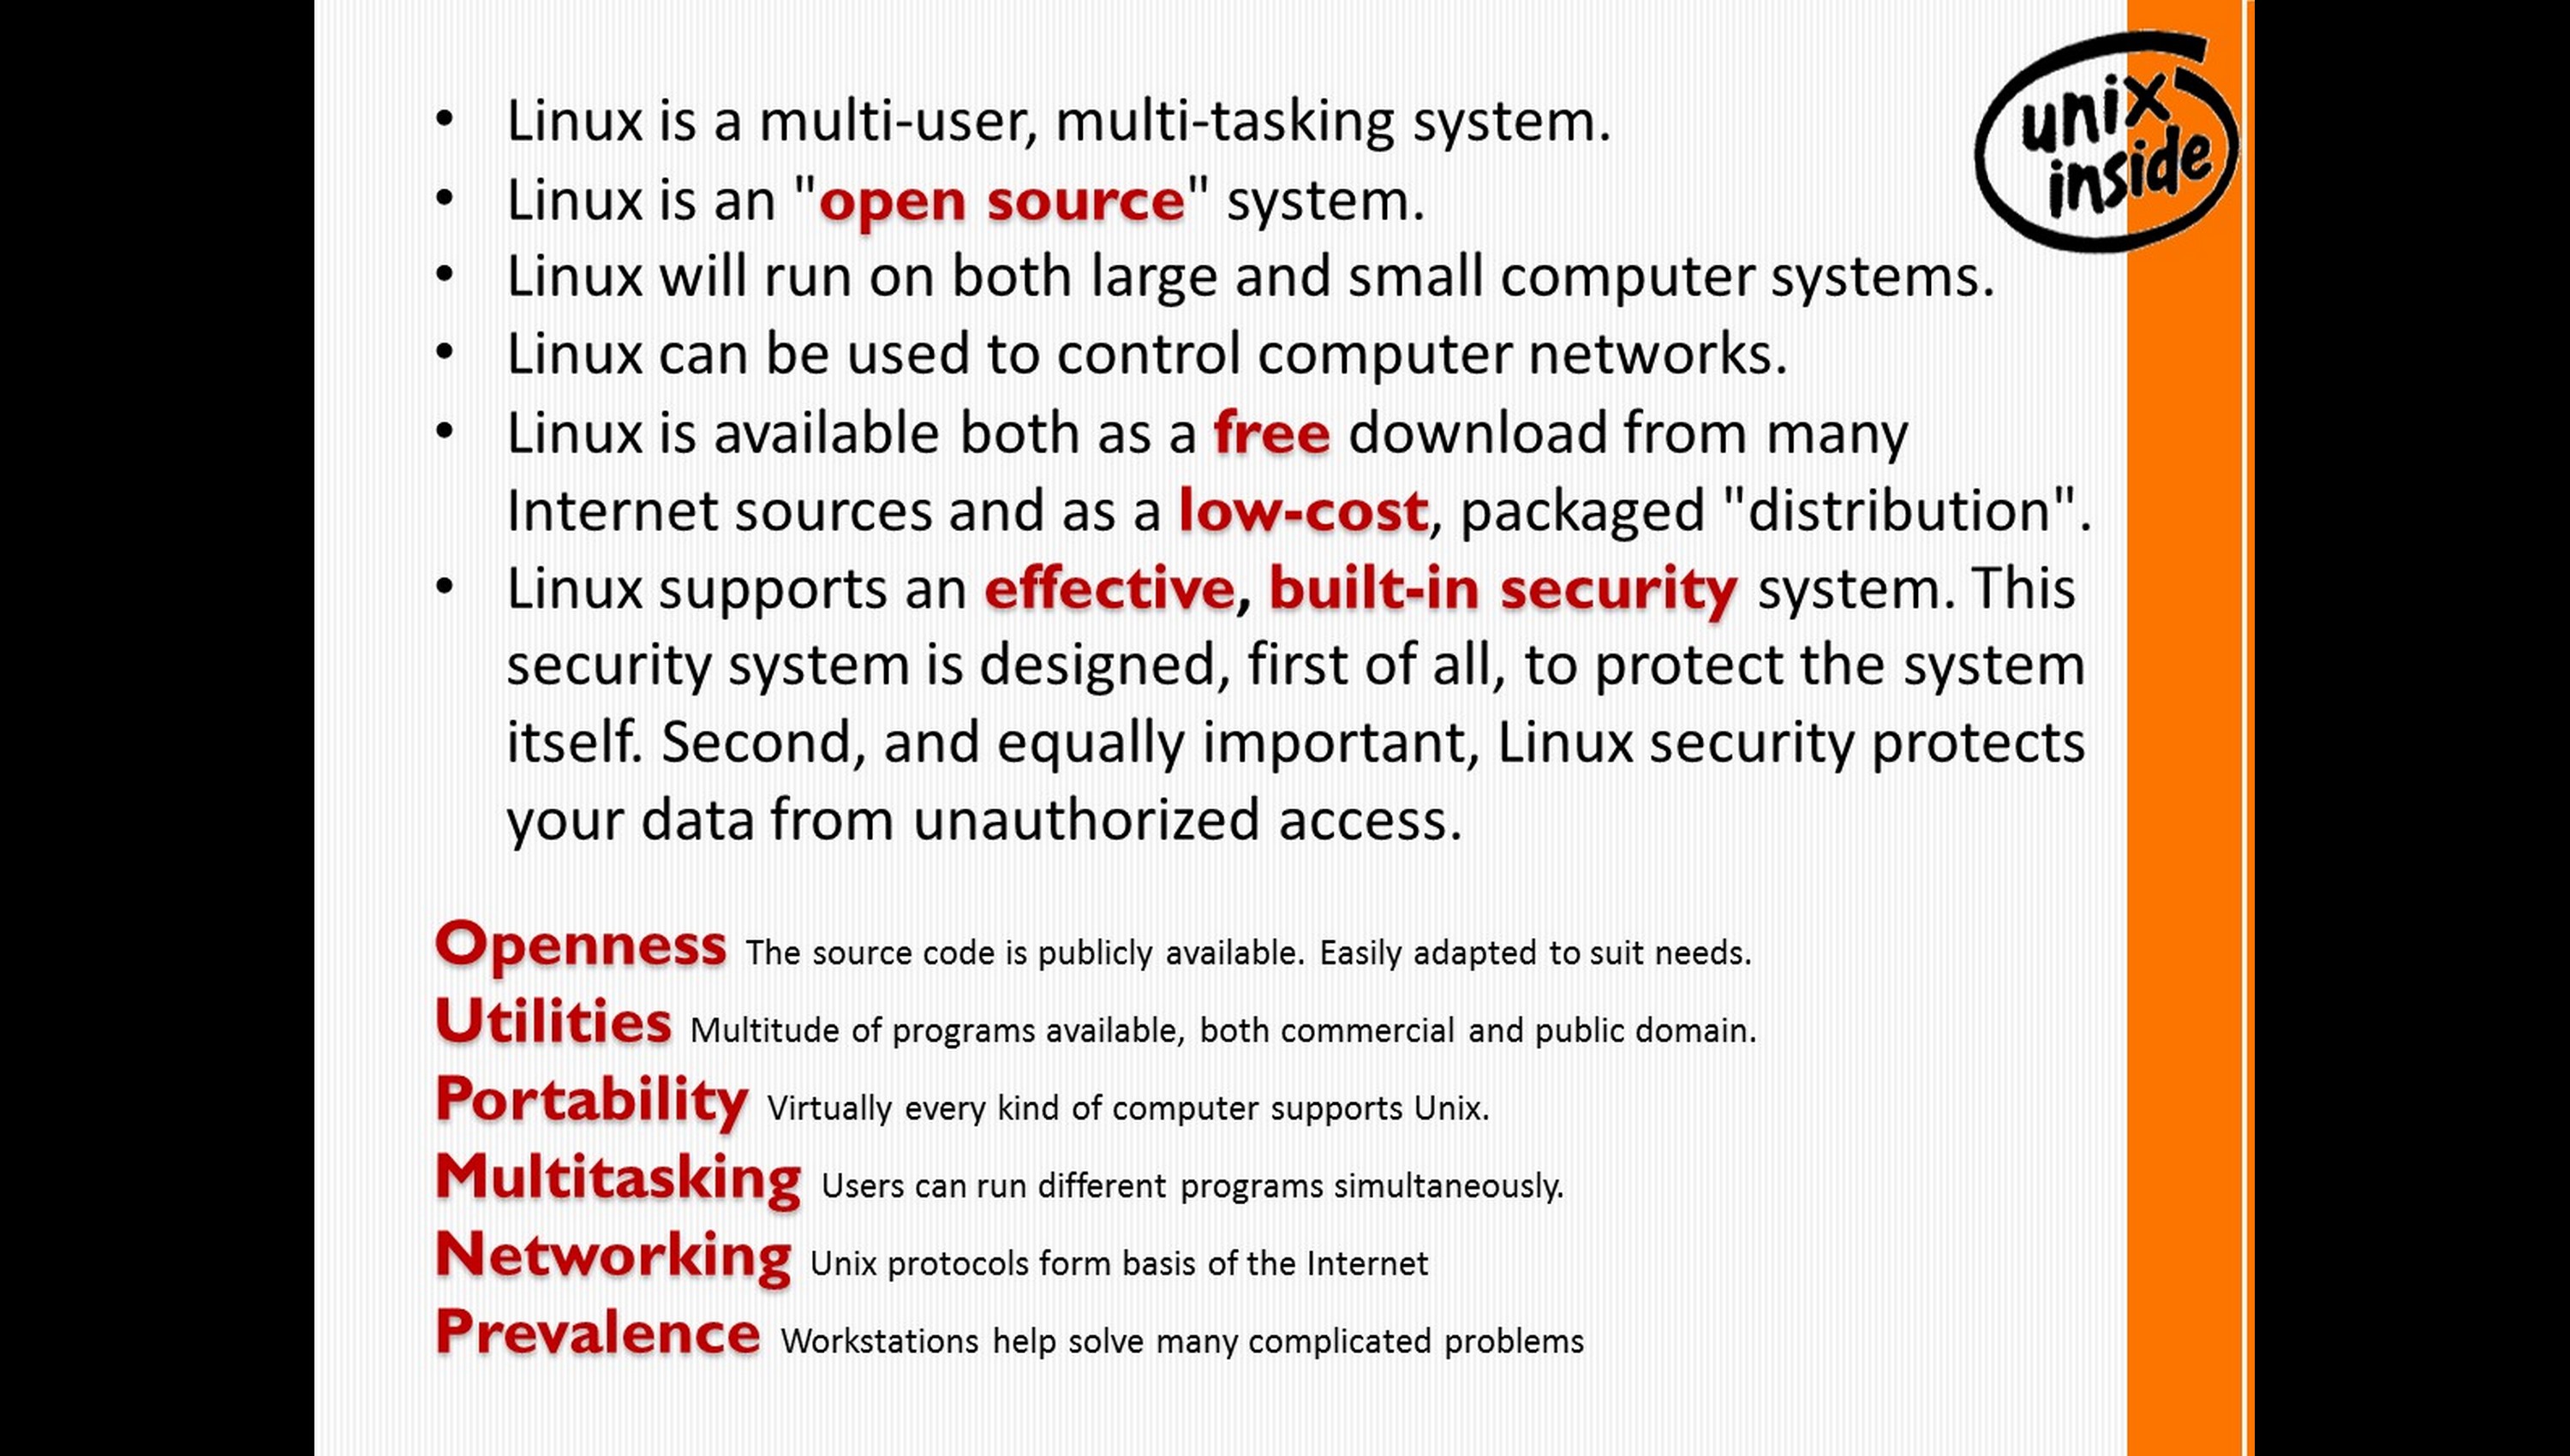 unix
inside
• Linux is a multi-user, multi-tasking system.
• Linux is an "open source" system.
• Linux will run on both large and small computer systems.
• Linux can be used to control computer networks.
• Linux is available both as a free download from many
Internet sources and as a low-cost, packaged "distribution".
• Linux supports an effective, built-in security system. This
security system is designed, first of all, to protect the system
itself. Second, and equally important, Linux security protects
your data from unauthorized access.
Openness The source code is publicly available. Easily adapted to suit needs.
Utilities Multitude of programs available, both commercial and public domain.
Portability Virtually every kind of computer supports Unix.
Multitasking Users can run different programs simultaneously.
Networking Unix protocols form basis of the Internet
Prevalence Workstations help solve many complicated problems